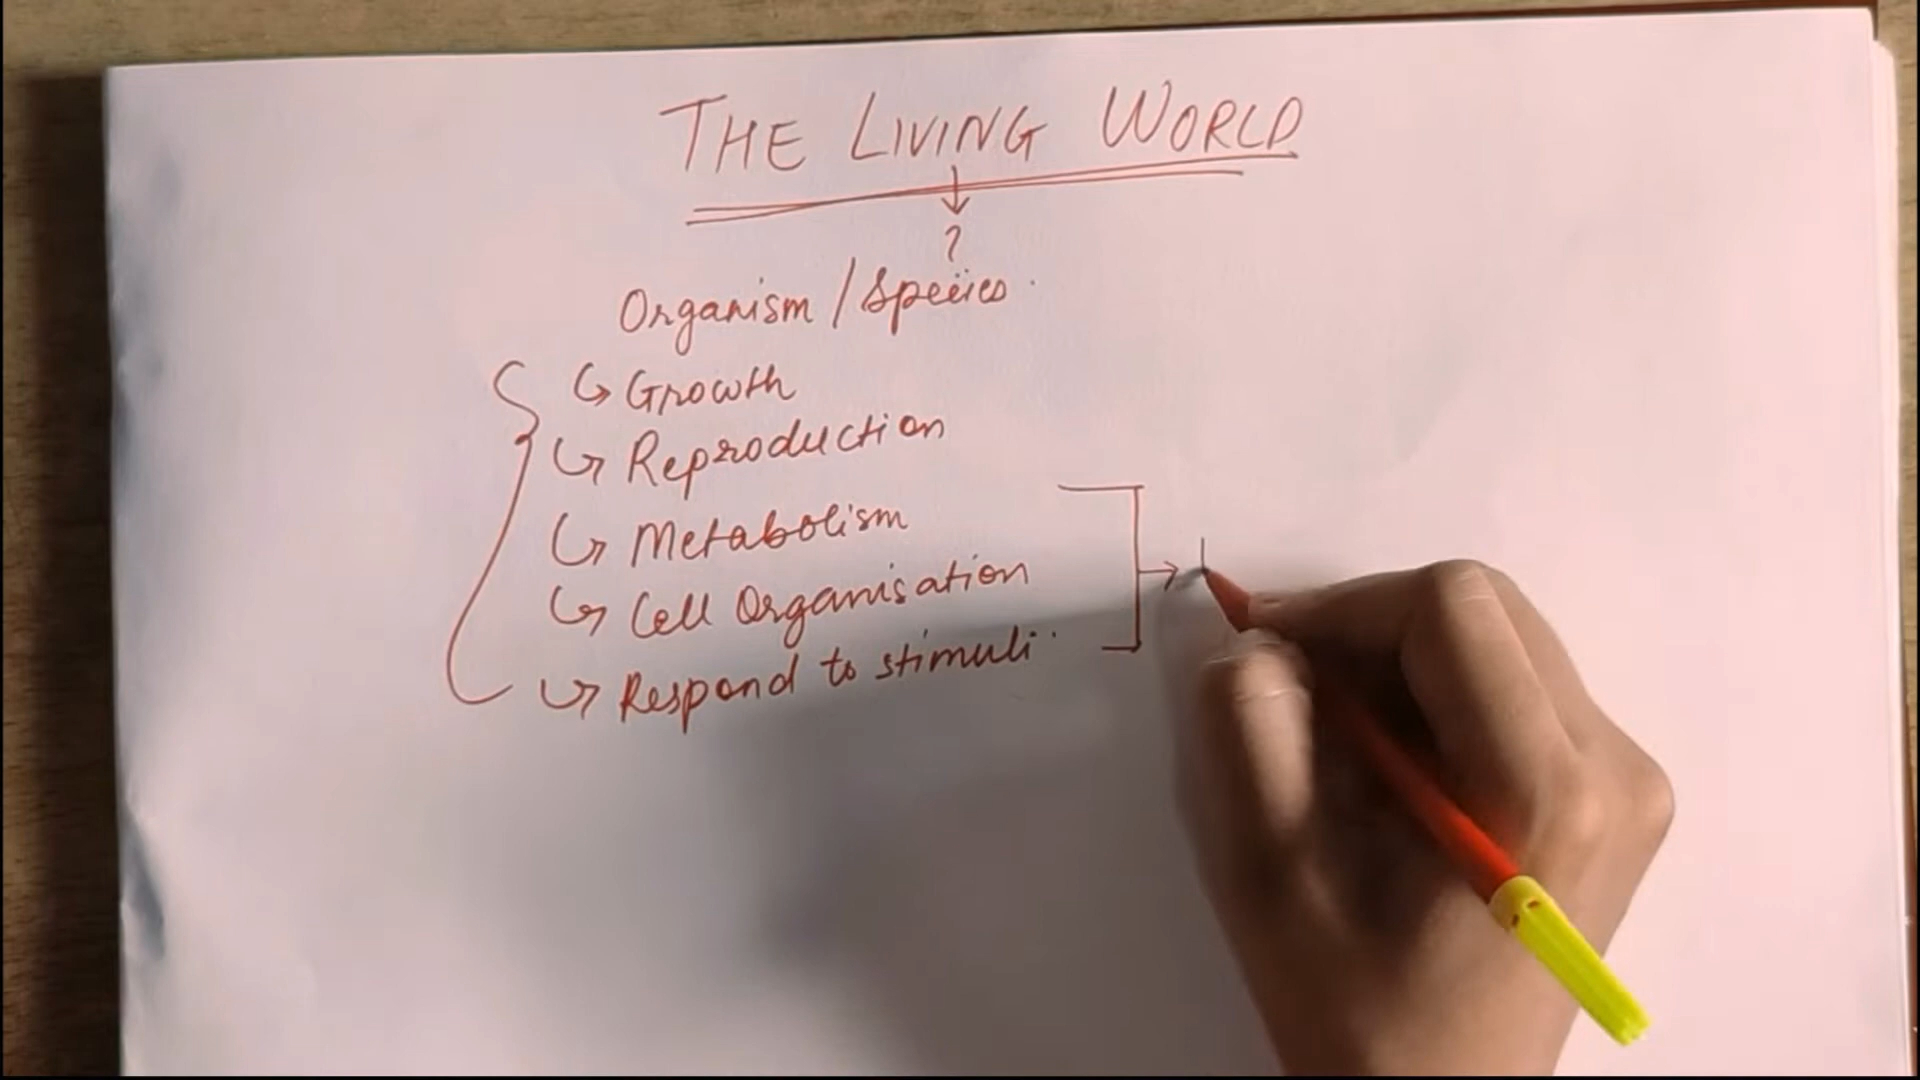 THE LIVING WORLD
?
Organism / Species
Growth
Reproduction
Metabolism
Cell Organisation
Respond to stimuli